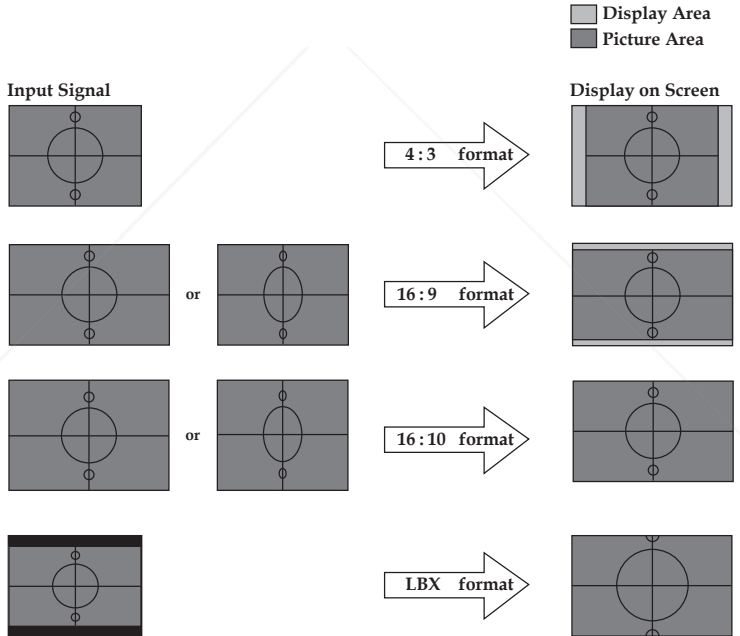 Display Area
Picture Area
Input Signal
Display on Screen
4 : 3 format
or
16 : 9 format
or
16 : 10 format
LBX format